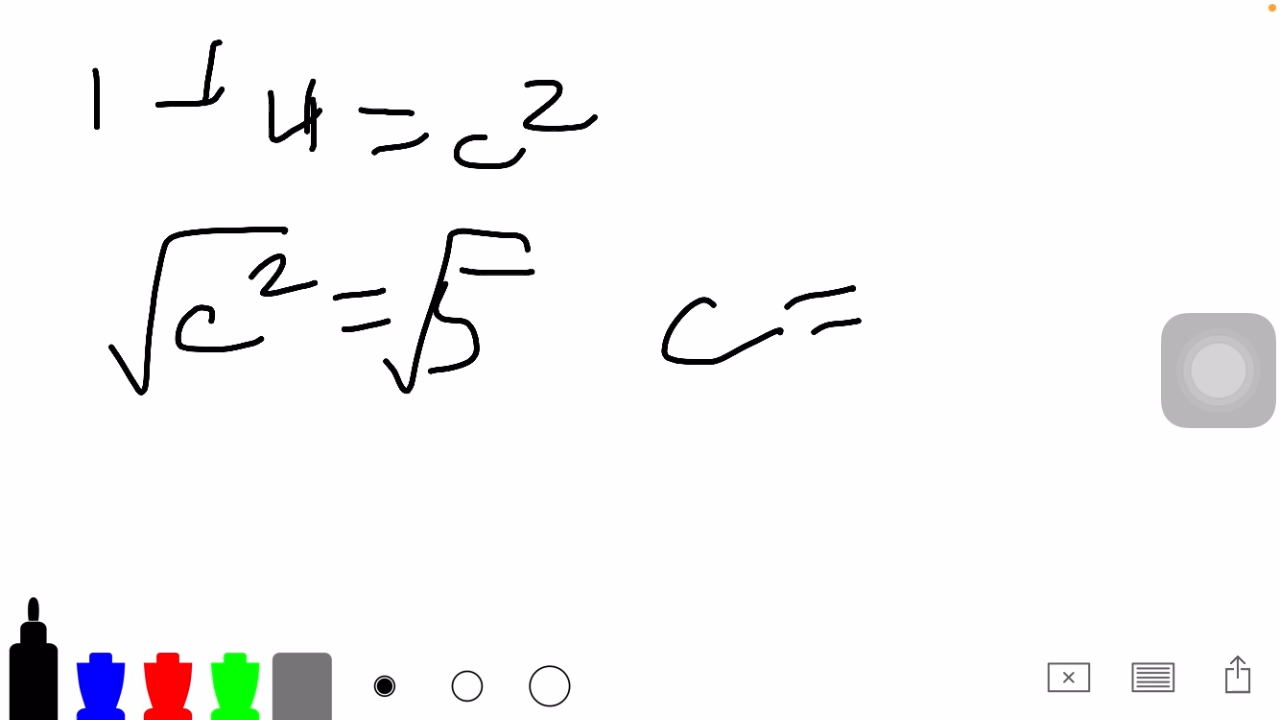 1 + 4 = c²
√c² = √5 c =